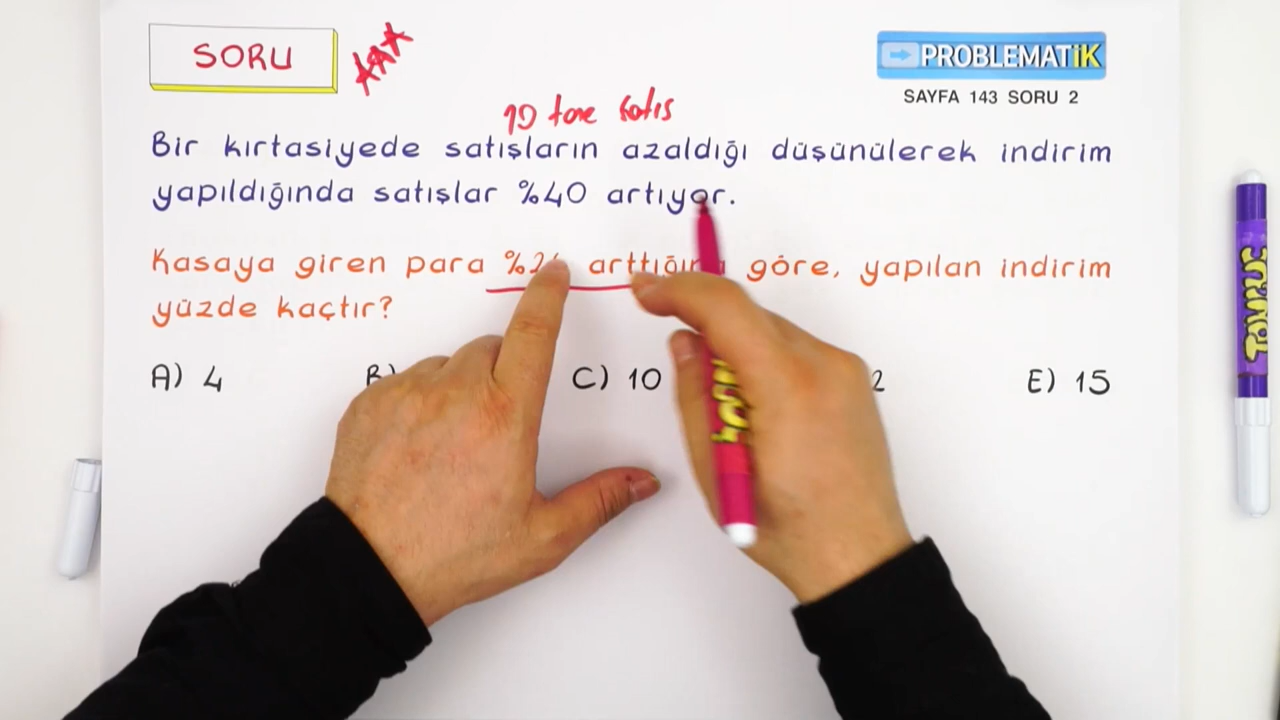 SORU
PROBLEMATİK
SAYFA 143 SORU 2
10 tane satış
Bir kırtasiyede satışların azaldığı düşünülerek indirim
yapıldığında satışlar %40 artıyor.
Kasaya giren para arttığına göre, yapılan indirim
yüzde kaçtır?
A) 4 B) C) 10 E) 15